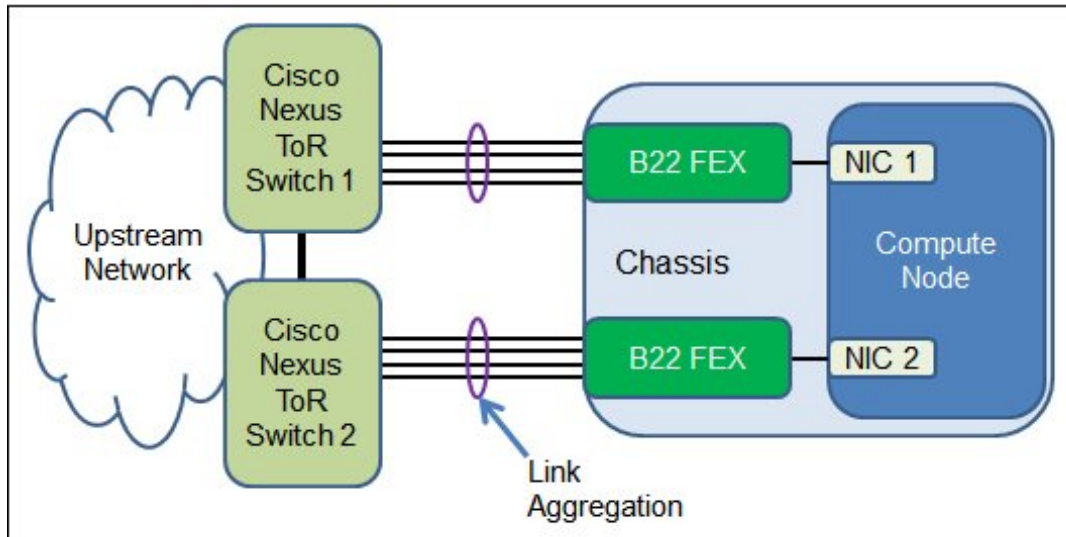 Cisco
Nexus
ToR
Switch 1
B22 FEX
NIC 1
Upstream
Network
Chassis
Compute
Node
Cisco
Nexus
ToR
Switch 2
B22 FEX
NIC 2
Link
Aggregation